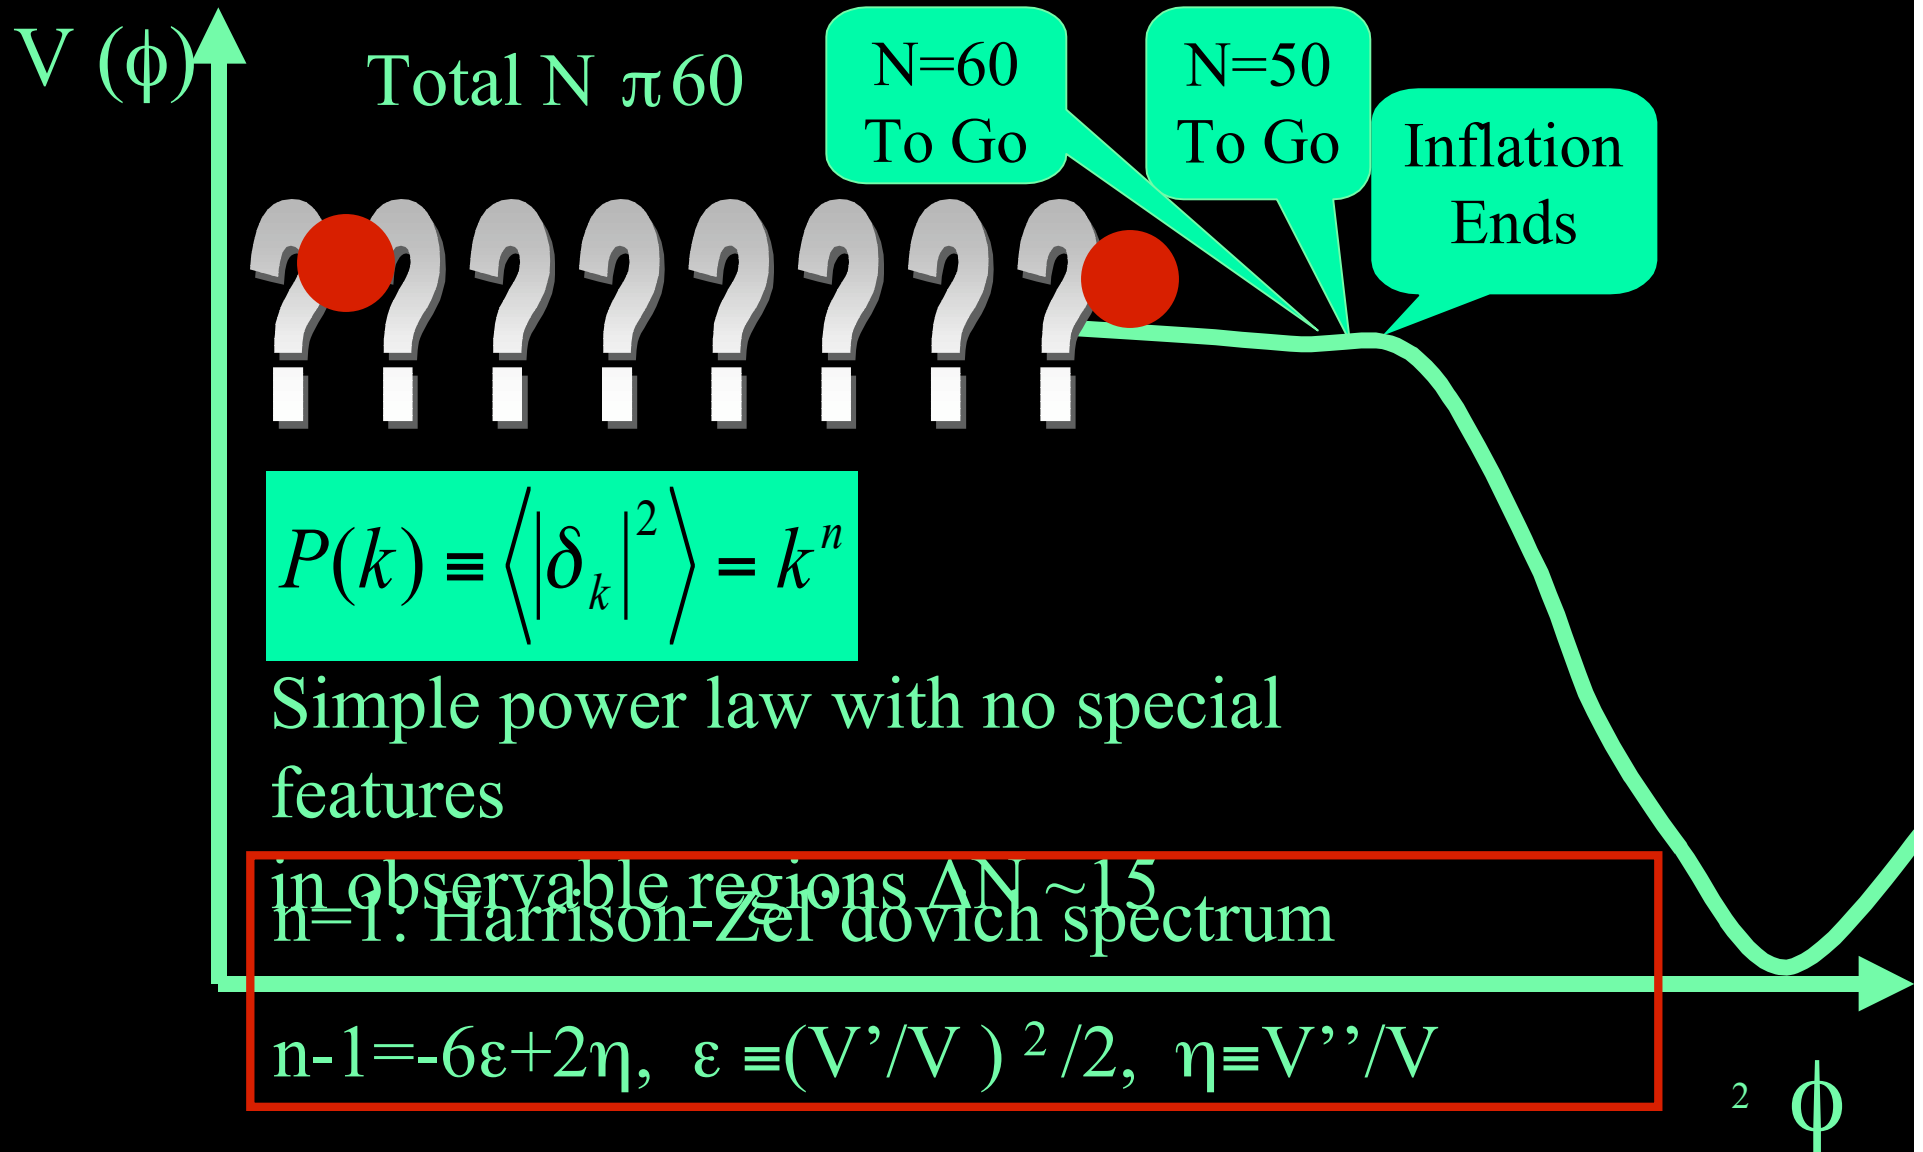 V (ϕ)
Total N π 60
N=60
To Go
N=50
To Go
Inflation
Ends
? ? ? ? ? ? ? ?
P(k) ≡ ⟨|δₖ|²⟩ = kⁿ
Simple power law with no special
features
in observable regions ΔN ~15
n=1: Harrison-Zel’dovich spectrum
n-1=-6ε+2η, ε ≡(V’/V ) ² /2, η≡V’’/V
2 ϕ